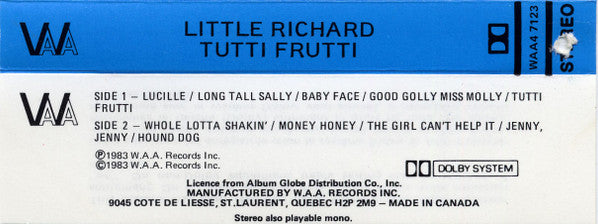 WAA
LITTLE RICHARD
TUTTI FRUTTI
WAA4 7123
STEREO
WAA
SIDE 1 – LUCILLE / LONG TALL SALLY / BABY FACE / GOOD GOLLY MISS MOLLY / TUTTI
FRUTTI
SIDE 2 – WHOLE LOTTA SHAKIN' / MONEY HONEY / THE GIRL CAN'T HELP IT / JENNY,
JENNY / HOUND DOG
Ⓟ1983 W.A.A. Records Inc.
©1983 W.A.A. Records Inc.
DOLBY SYSTEM
Licence from Album Globe Distribution Co., Inc.
MANUFACTURED BY W.A.A. RECORDS INC.
9045 COTE DE LIESSE, ST.LAURENT, QUEBEC H2P 2M9 – MADE IN CANADA
Stereo also playable mono.